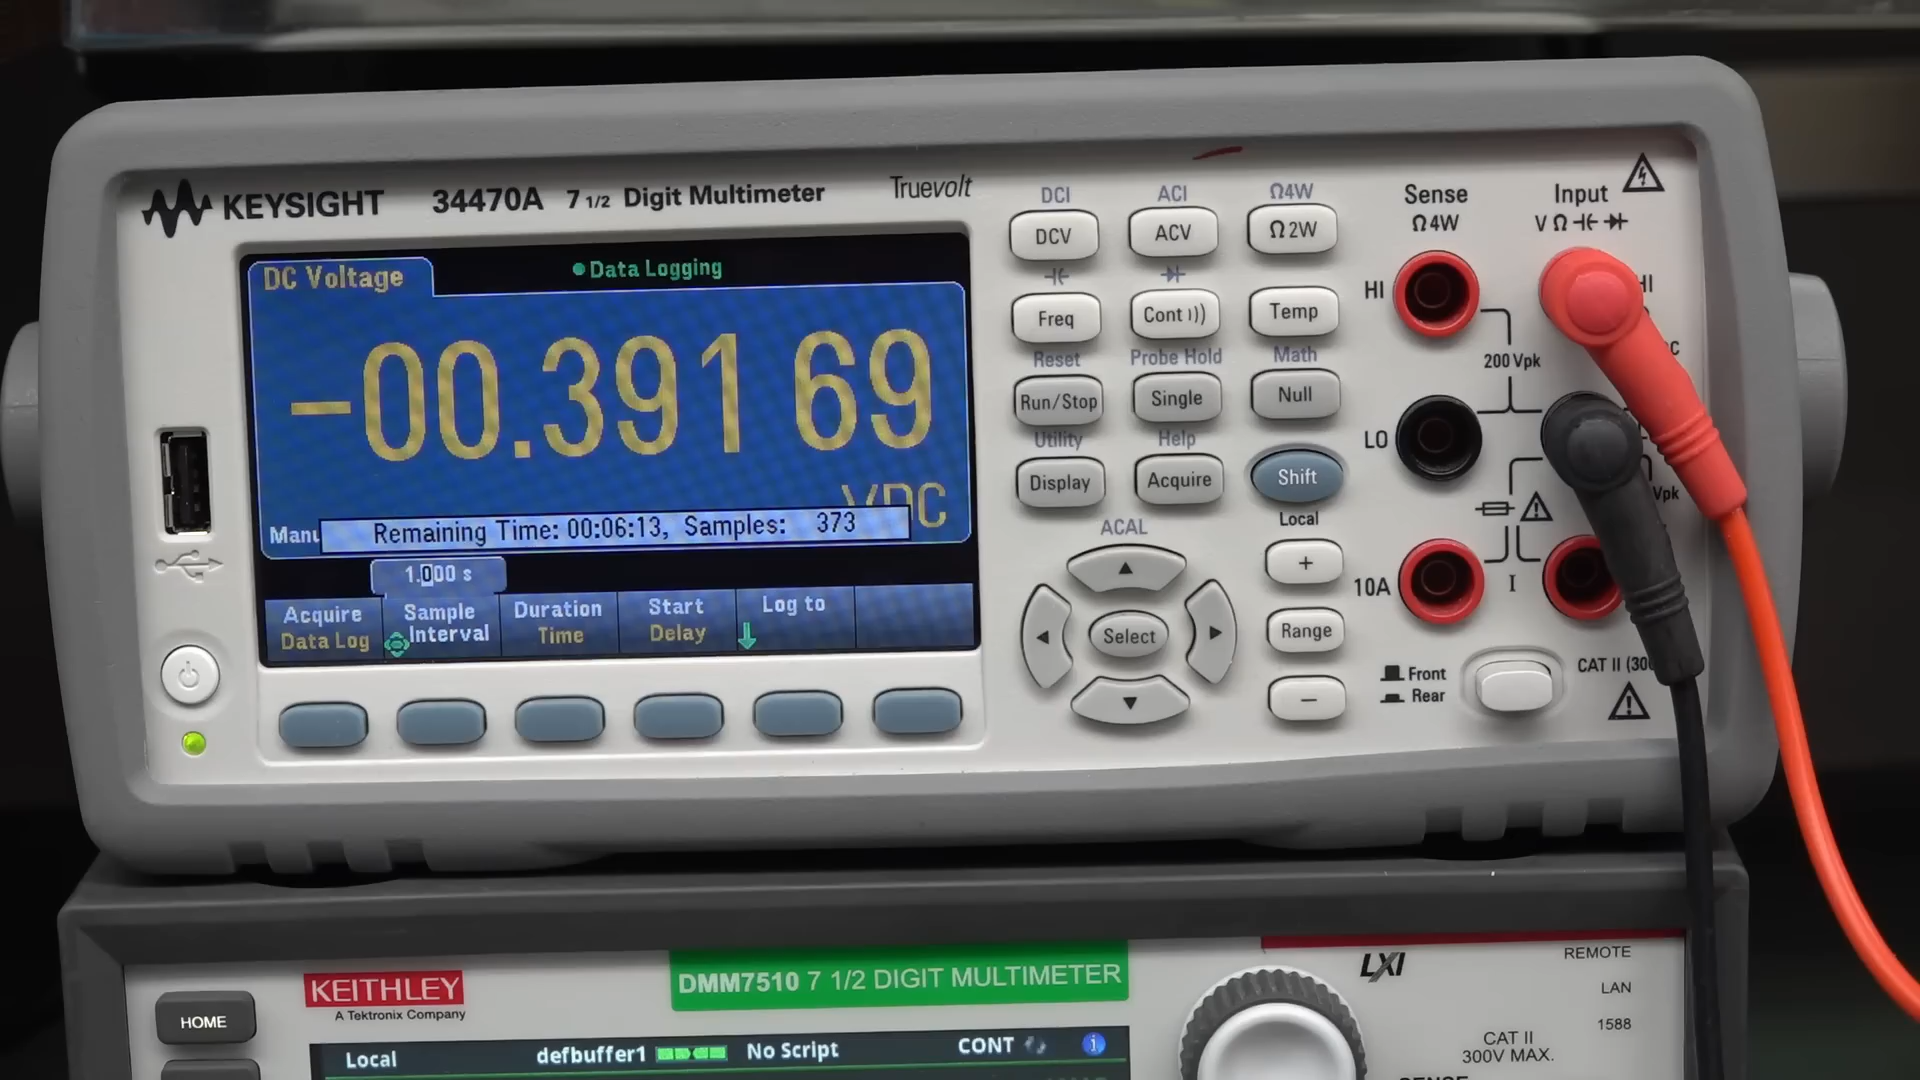 KEYSIGHT 34470A 7 1/2 Digit Multimeter Truevolt
DC Voltage
Data Logging
-00.391 69
VDC
Remaining Time: 00:06:13, Samples: 373
1.000 s
Acquire
Data Log
Sample
Interval
Duration
Time
Start
Delay
Log to
DCI
DCV
ACI
ACV
Ω4W
Ω2W
Freq
Cont
Temp
Reset
Run/Stop
Probe Hold
Single
Math
Null
Utility
Display
Help
Acquire
Shift
Local
ACAL
Select
+
Range
-
Sense
Ω4W
Input
V Ω
HI
HI
200 Vpk
LO
Vpk
10A
I
Front
Rear
CAT II (300
KEITHLEY
A Tektronix Company
DMM7510 7 1/2 DIGIT MULTIMETER
LXI
REMOTE
LAN
1588
HOME
Local
defbuffer1
No Script
CONT
i
CAT II
300V MAX.